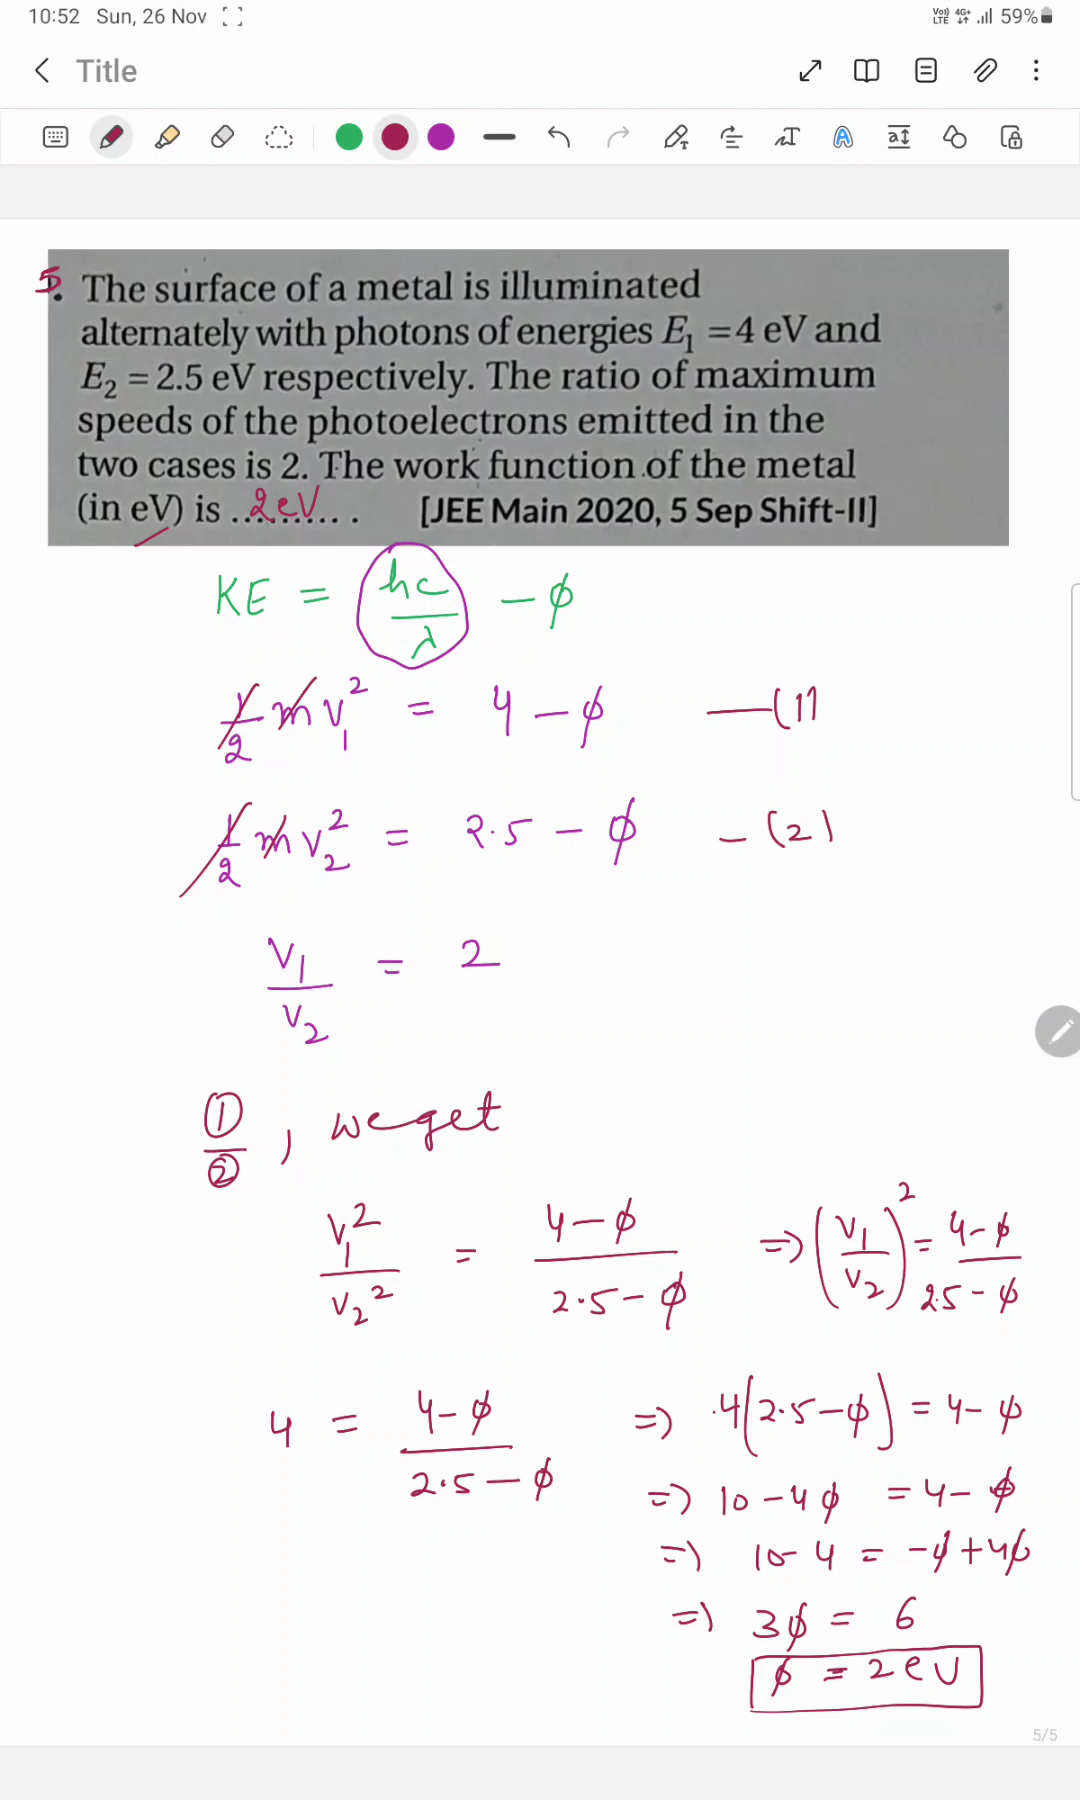 10:52 Sun, 26 Nov
Vo)) LTE 4G+ 59%
Title
5. The surface of a metal is illuminated
alternately with photons of energies E₁ = 4 eV and
E₂ = 2.5 eV respectively. The ratio of maximum
speeds of the photoelectrons emitted in the
two cases is 2. The work function of the metal
(in eV) is 2eV.......... [JEE Main 2020, 5 Sep Shift-II]
KE = hc/λ - ϕ
1/2 m v₁² = 4 - ϕ —(1)
1/2 m v₂² = 2.5 - ϕ -(2)
v₁/v₂ = 2
①/②, we get
v₁²/v₂² = 4-ϕ/2.5-ϕ => (v₁/v₂)² = 4-ϕ/2.5-ϕ
4 = 4-ϕ/2.5-ϕ => 4(2.5-ϕ) = 4-ϕ
=> 10-4ϕ = 4-ϕ
=> 10-4 = -ϕ+4ϕ
=> 3ϕ = 6
ϕ = 2eV
5/5